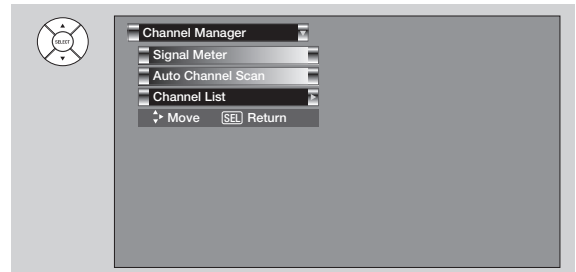 SELECT
Channel Manager
Signal Meter
Auto Channel Scan
Channel List
Move SEL Return